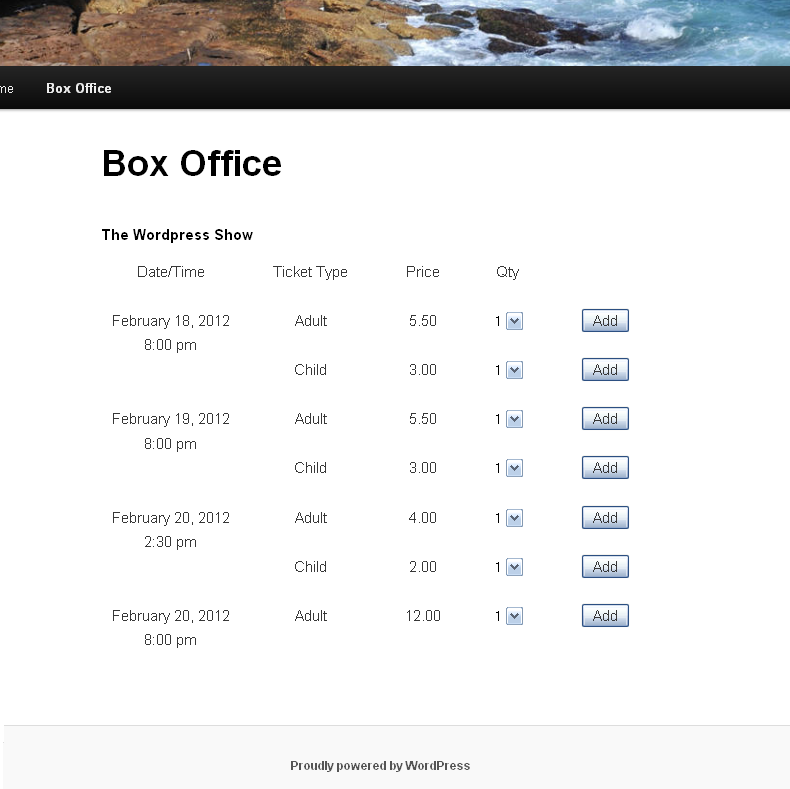 me Box Office
Box Office
The Wordpress Show
Date/Time Ticket Type Price Qty
February 18, 2012 Adult 5.50 1 Add
8:00 pm
Child 3.00 1 Add
February 19, 2012 Adult 5.50 1 Add
8:00 pm
Child 3.00 1 Add
February 20, 2012 Adult 4.00 1 Add
2:30 pm
Child 2.00 1 Add
February 20, 2012 Adult 12.00 1 Add
8:00 pm
Proudly powered by WordPress